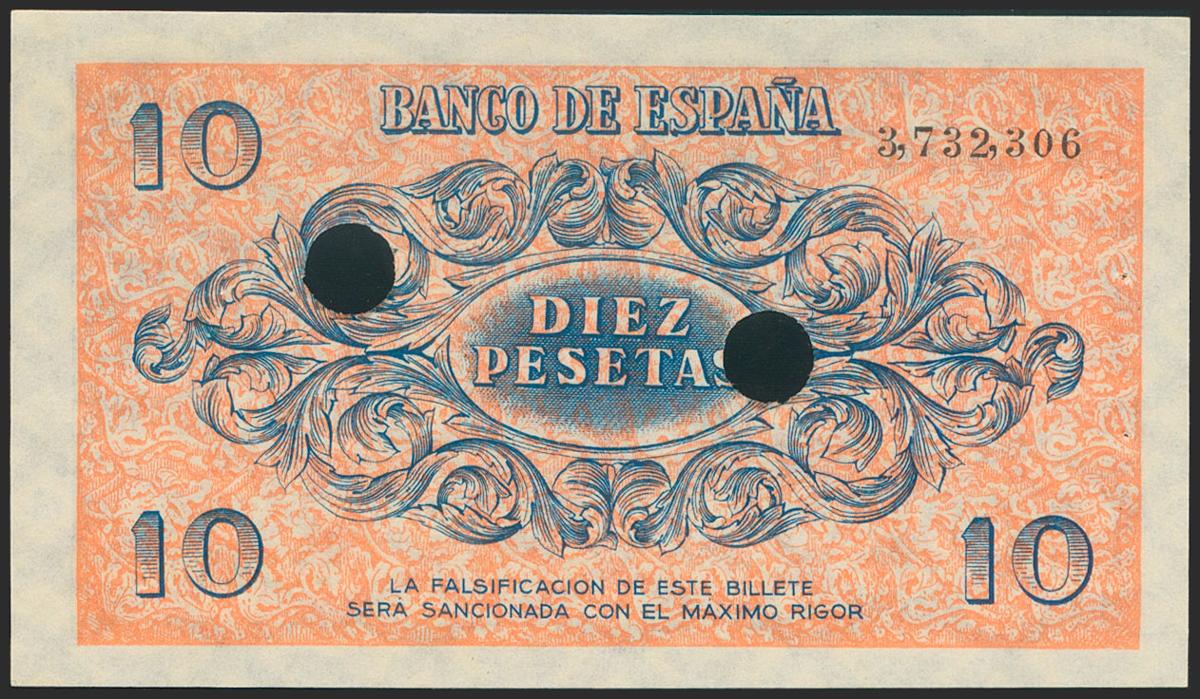 10
BANCO DE ESPAÑA
3,732,306
DIEZ
PESETAS
10
10
LA FALSIFICACION DE ESTE BILLETE
SERA SANCIONADA CON EL MAXIMO RIGOR